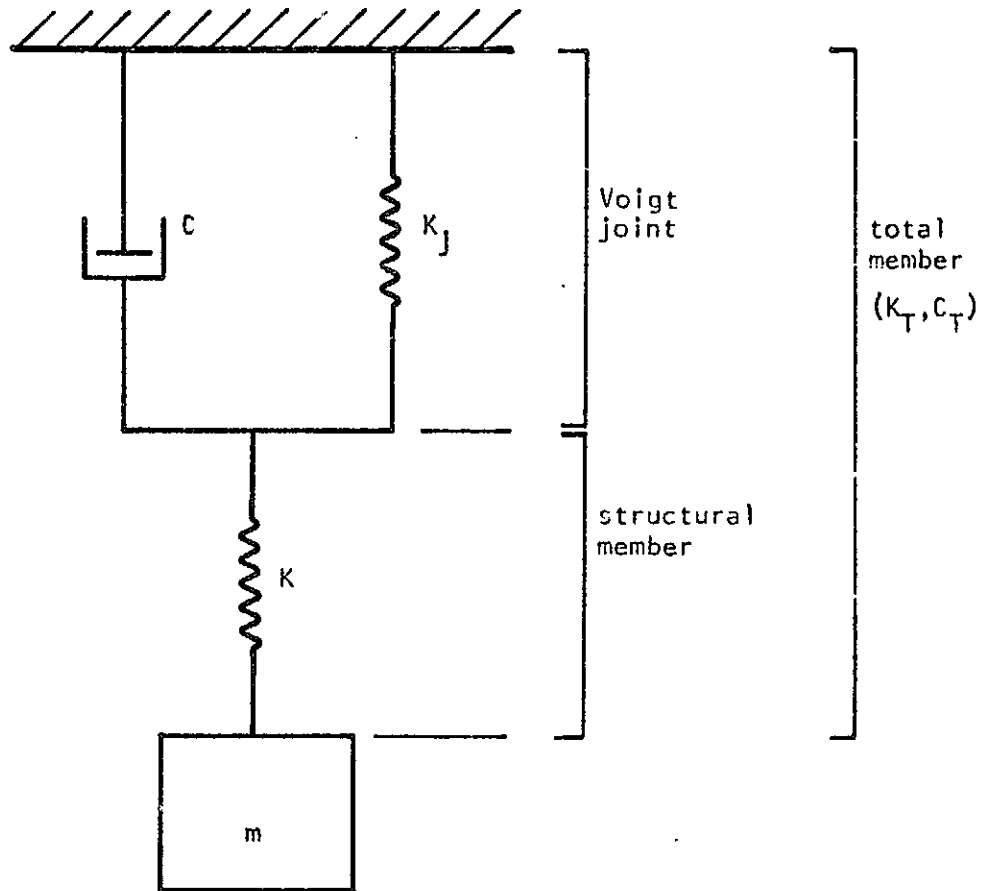 C
K_j
Voigt
joint
total
member
(K_T, C_T)
structural
member
K
m